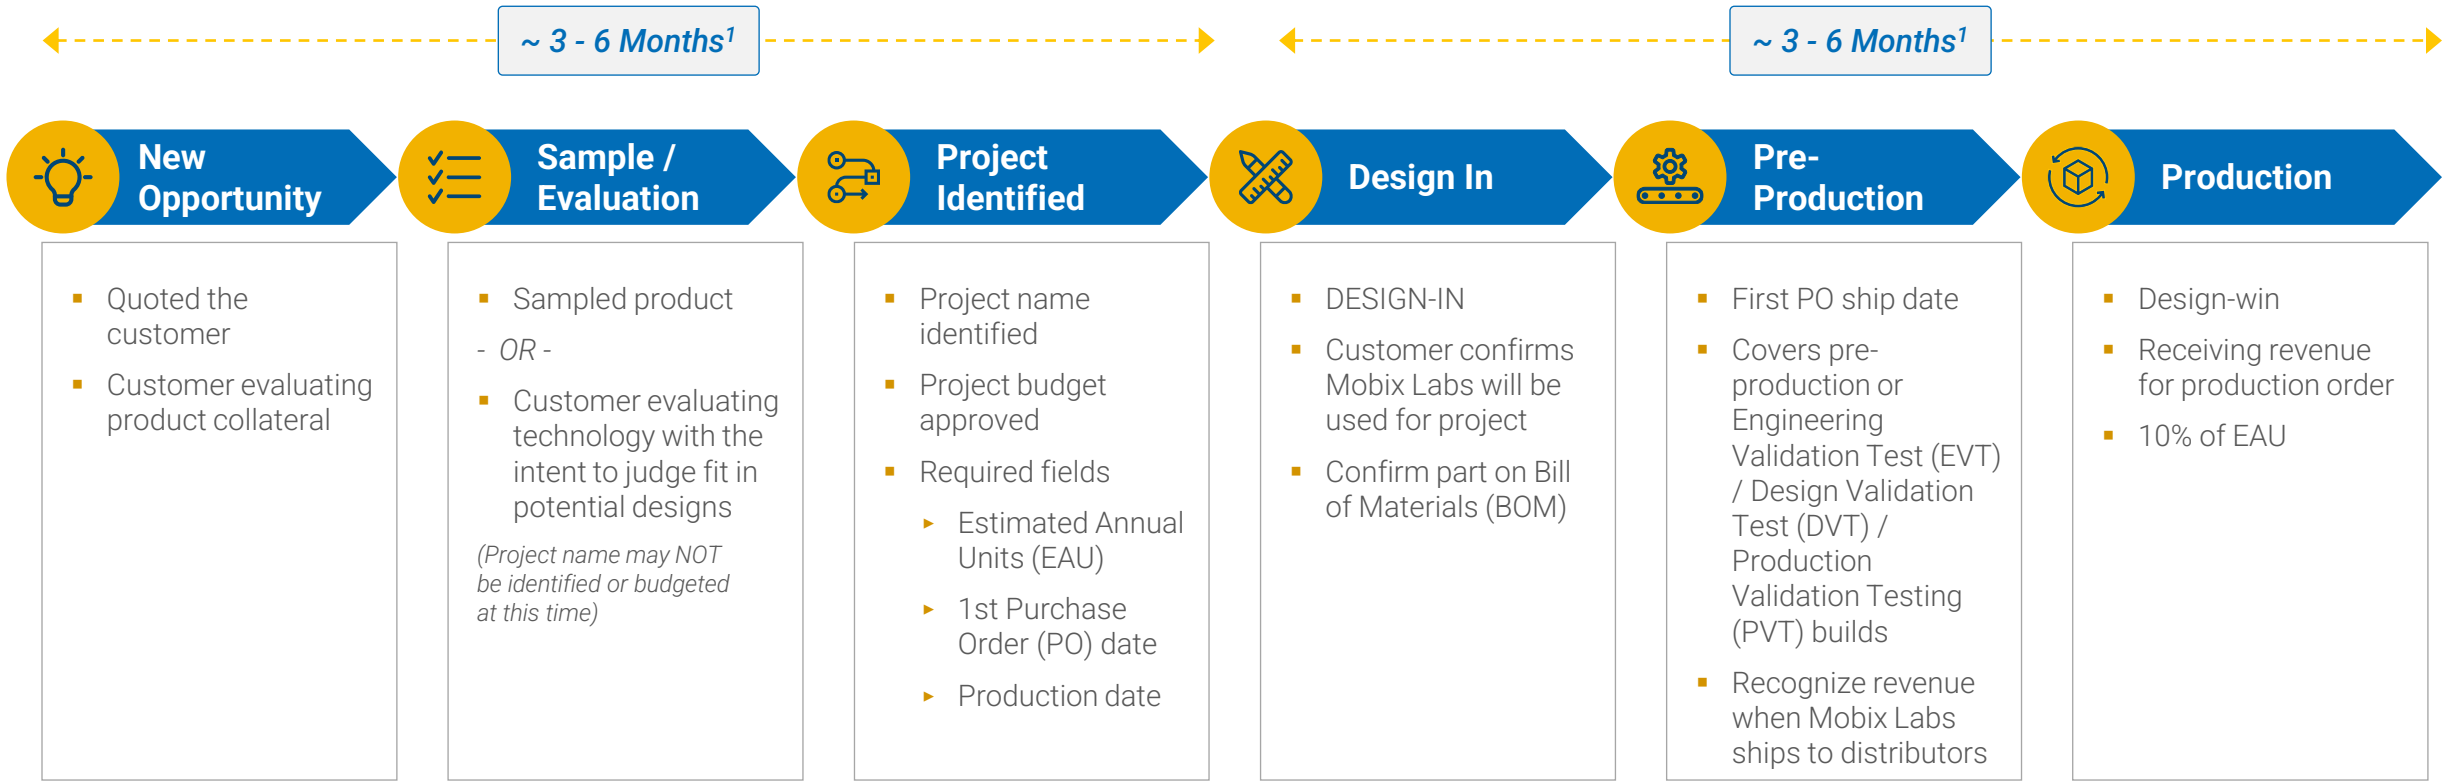 ~ 3 - 6 Months¹
~ 3 - 6 Months¹
New
Opportunity
▪ Quoted the
customer
▪ Customer evaluating
product collateral
Sample /
Evaluation
▪ Sampled product
- OR -
▪ Customer evaluating
technology with the
intent to judge fit in
potential designs
(Project name may NOT
be identified or budgeted
at this time)
Project
Identified
▪ Project name
identified
▪ Project budget
approved
▪ Required fields
▸ Estimated Annual
Units (EAU)
▸ 1st Purchase
Order (PO) date
▸ Production date
Design In
▪ DESIGN-IN
▪ Customer confirms
Mobix Labs will be
used for project
▪ Confirm part on Bill
of Materials (BOM)
Pre-
Production
▪ First PO ship date
▪ Covers pre-
production or
Engineering
Validation Test (EVT)
/ Design Validation
Test (DVT) /
Production
Validation Testing
(PVT) builds
▪ Recognize revenue
when Mobix Labs
ships to distributors
Production
▪ Design-win
▪ Receiving revenue
for production order
▪ 10% of EAU